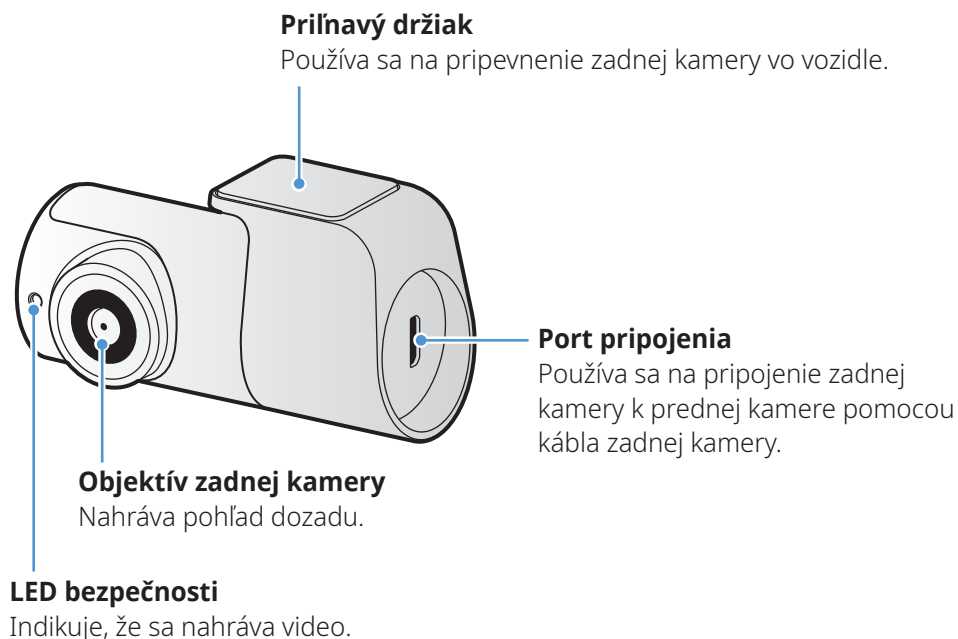 Priľnavý držiak
Používa sa na pripevnenie zadnej kamery vo vozidle.
Port pripojenia
Používa sa na pripojenie zadnej
kamery k prednej kamere pomocou
kábla zadnej kamery.
Objektív zadnej kamery
Nahráva pohľad dozadu.
LED bezpečnosti
Indikuje, že sa nahráva video.